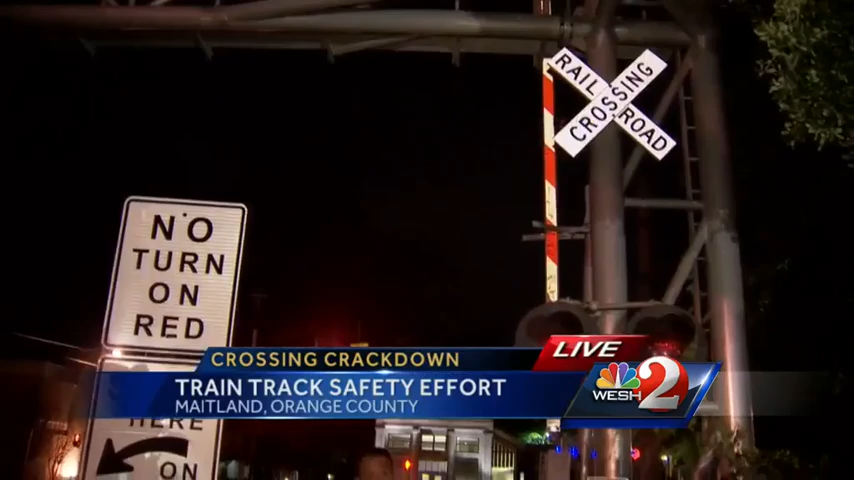 RAIL
ROAD
CROSSING
NO
TURN
ON
RED
HERE
ON
CROSSING CRACKDOWN
LIVE
TRAIN TRACK SAFETY EFFORT
MAITLAND, ORANGE COUNTY
WESH 2